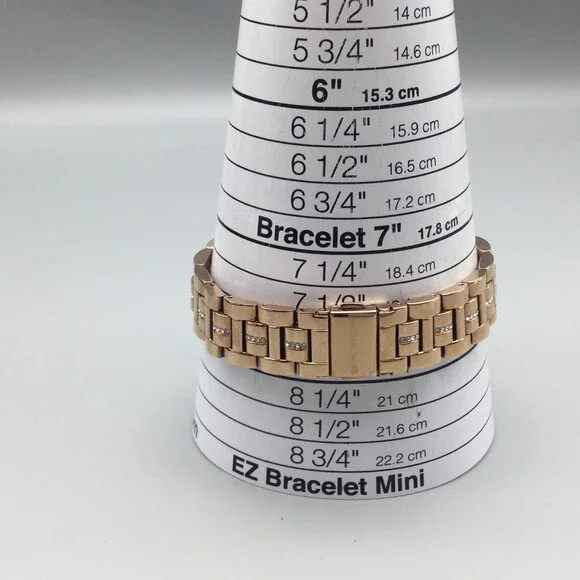 5 1/2" 14 cm
5 3/4" 14.6 cm
6" 15.3 cm
6 1/4" 15.9 cm
6 1/2" 16.5 cm
6 3/4" 17.2 cm
Bracelet 7" 17.8 cm
7 1/4" 18.4 cm
7 1/2"
8 1/4" 21 cm
8 1/2" 21.6 cm
8 3/4" 22.2 cm
EZ Bracelet Mini